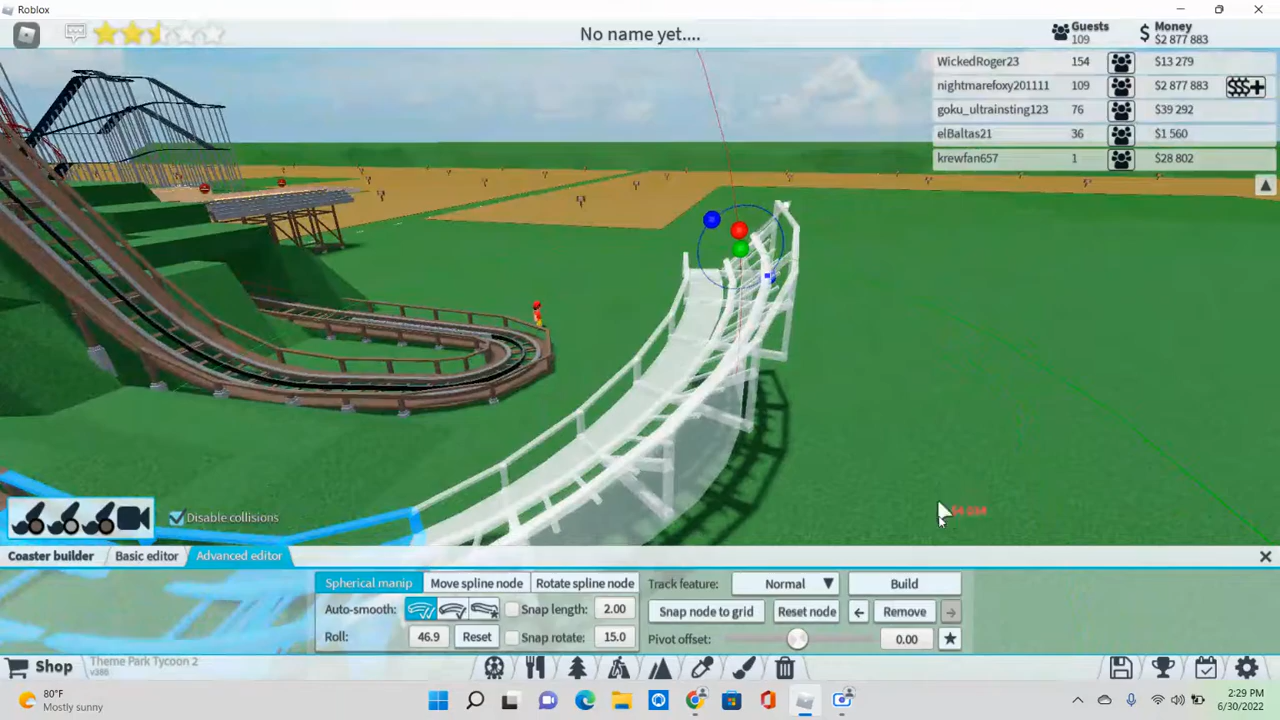 Roblox
No name yet....
Guests
109
Money
$2 877 883
WickedRoger23 154 $13 279
nightmarefoxy201111 109 $2 877 883 $$$+
goku_ultrainsting123 76 $39 292
elBaltas21 36 $1 560
krewfan657 1 $28 802
Disable collisions
Coaster builder Basic editor Advanced editor
Spherical manip Move spline node Rotate spline node Track feature: Normal Build
Auto-smooth: Snap length: 2.00 Snap node to grid Reset node Remove
Roll: 46.9 Reset Snap rotate: 15.0 Pivot offset: 0.00
Shop
Theme Park Tycoon 2
v386
80°F
Mostly sunny
2:29 PM
6/30/2022